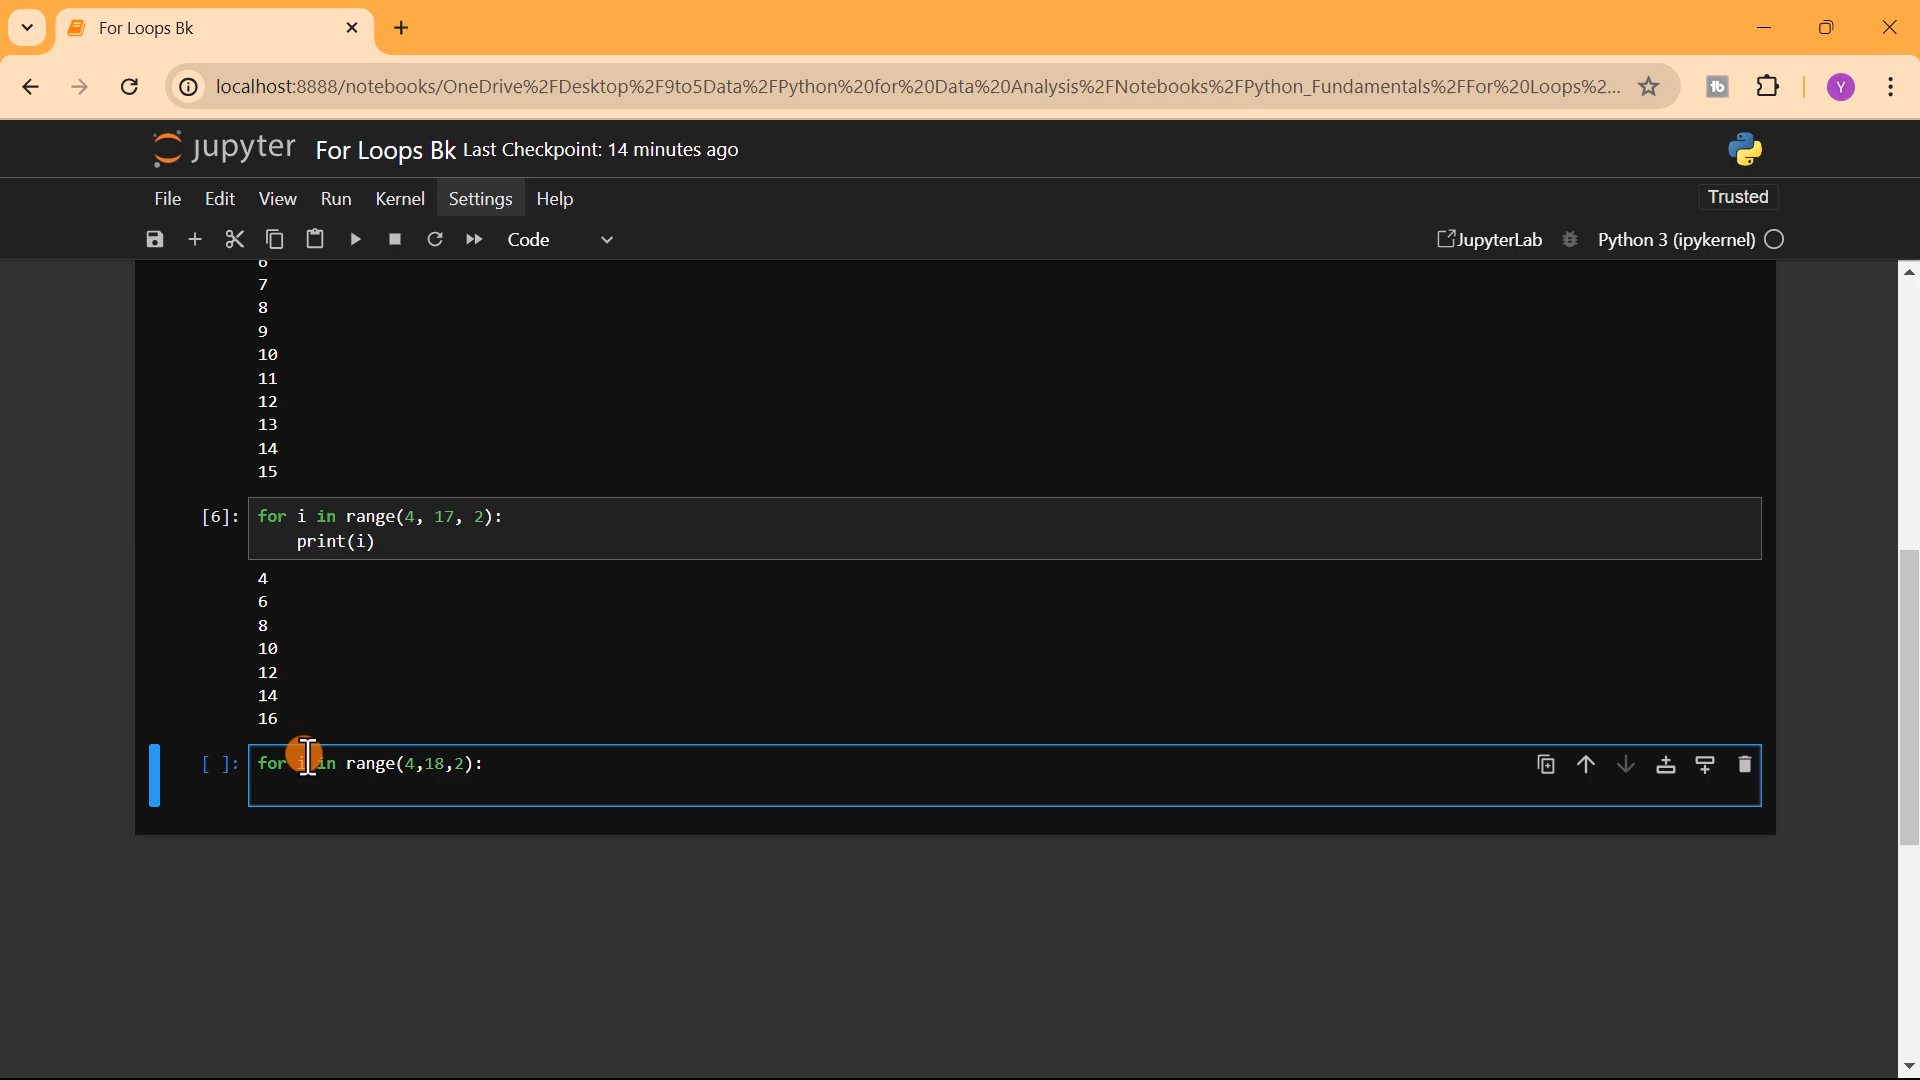 For Loops Bk
localhost:8888/notebooks/OneDrive%2FDesktop%2F9to5Data%2FPython%20for%20Data%20Analysis%2FNotebooks%2FPython_Fundamentals%2FFor%20Loops%2...
tb
Y
jupyter For Loops Bk Last Checkpoint: 14 minutes ago
File Edit View Run Kernel Settings Help Trusted
Code JupyterLab Python 3 (ipykernel)
6
7
8
9
10
11
12
13
14
15
[6]: for i in range(4, 17, 2):
print(i)
4
6
8
10
12
14
16
[ ]: for i in range(4,18,2):